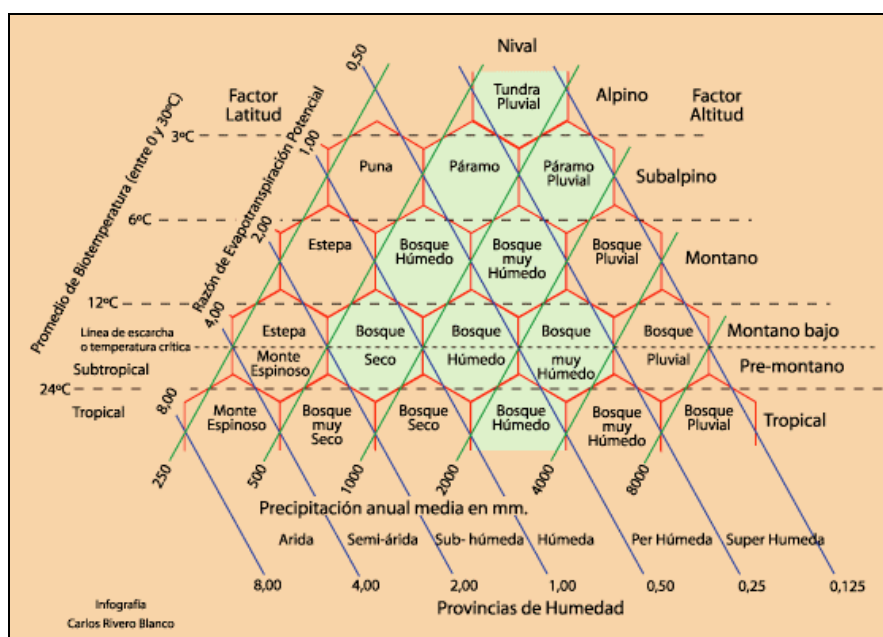 Nival
0,50
Factor
Latitud
Tundra
Pluvial
Alpino
Factor
Altitud
Promedio de Biotemperatura (entre 0 y 30ºC)
Razón de Evapotranspiración Potencial
3ºC
1,00
Puna
Páramo
Páramo
Pluvial
Subalpino
6ºC
2,00
Estepa
Bosque
Húmedo
Bosque
muy
Húmedo
Bosque
Pluvial
Montano
12ºC
4,00
Línea de escarcha
o temperatura crítica
Estepa
Bosque
Bosque
Bosque
Bosque
Montano bajo
Subtropical
Monte
Espinoso
Seco
Húmedo
muy
Húmedo
Pluvial
Pre-montano
24ºC
8,00
Tropical
Monte
Espinoso
Bosque
muy
Seco
Bosque
Seco
Bosque
Húmedo
Bosque
muy
Húmedo
Bosque
Pluvial
Tropical
250
500
1000
2000
4000
8000
Precipitación anual media en mm.
Arida
Semi-árida
Sub- húmeda
Húmeda
Per Húmeda
Super Humeda
8,00
4,00
2,00
1,00
0,50
0,25
0,125
Provincias de Humedad
Infografía
Carlos Rivero Blanco